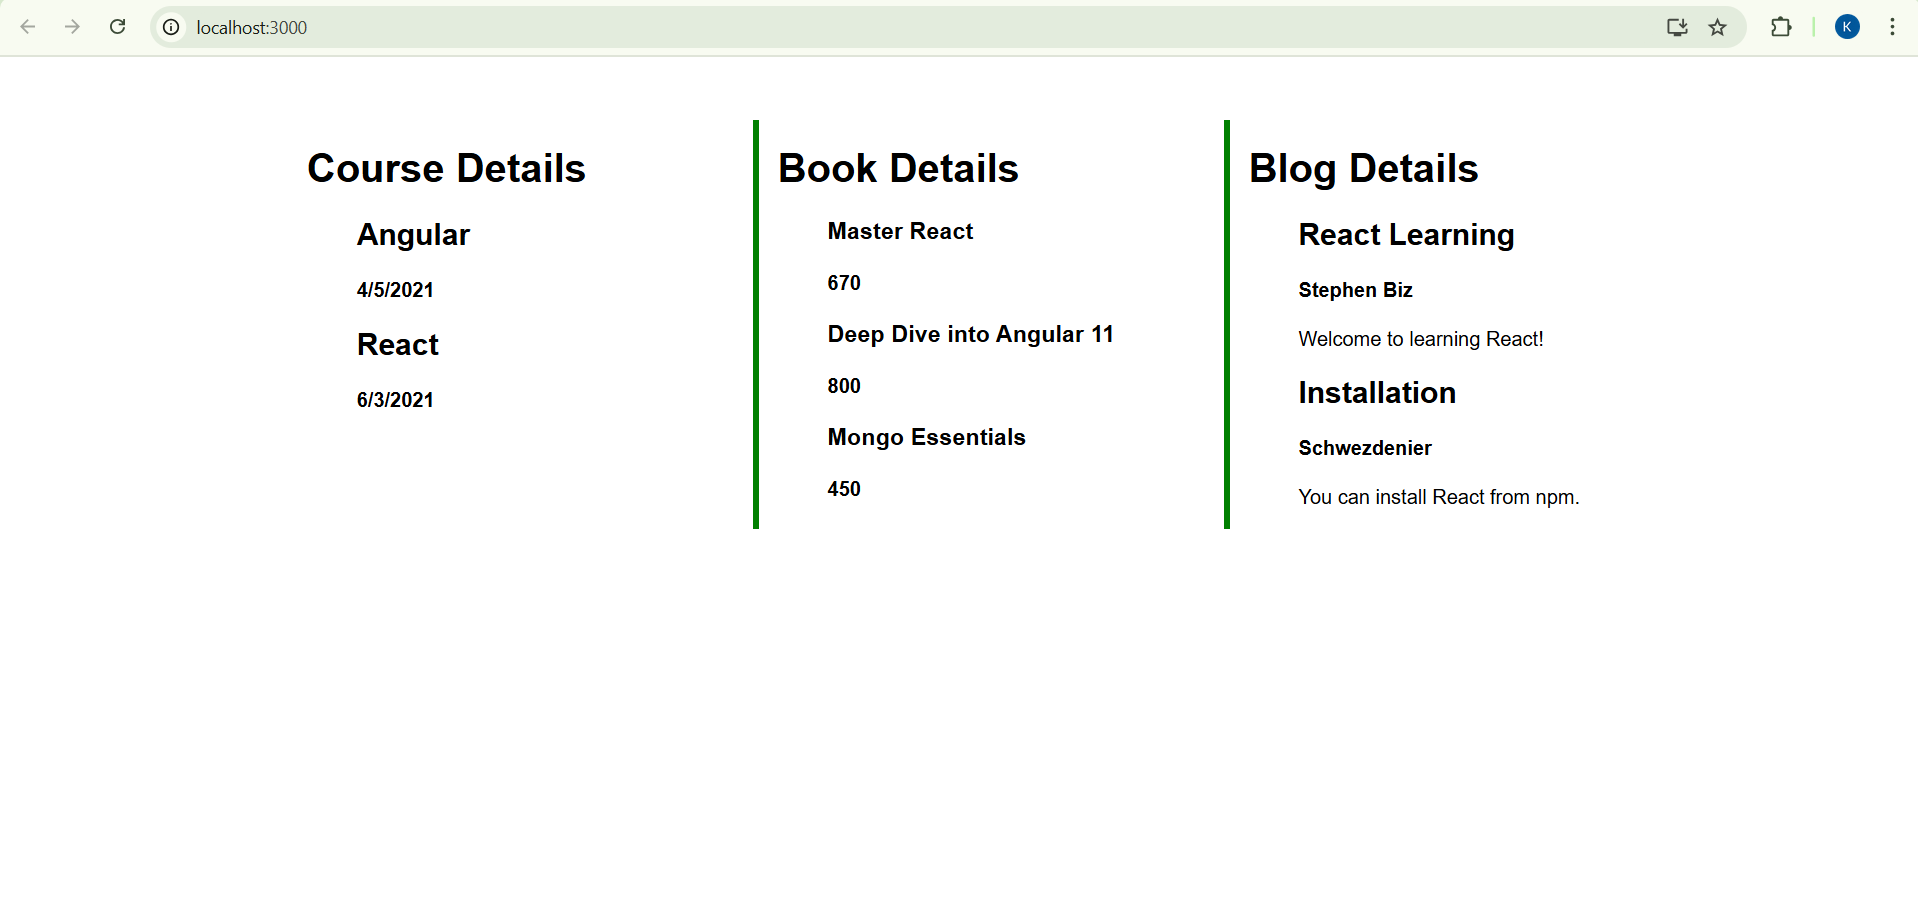 localhost:3000
K
Course Details
Angular
4/5/2021
React
6/3/2021
Book Details
Master React
670
Deep Dive into Angular 11
800
Mongo Essentials
450
Blog Details
React Learning
Stephen Biz
Welcome to learning React!
Installation
Schwezdenier
You can install React from npm.